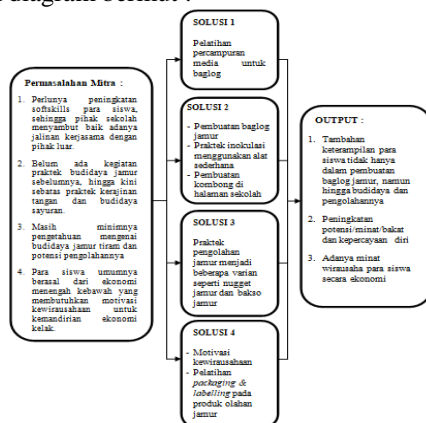 diagram berikut :
Permasalahan Mitra :
1. Perlunya peningkatan
softskills para siswa,
sehingga pihak sekolah
menyambut baik adanya
jalinan kerjasama dengan
pihak luar.
2. Belum ada kegiatan
praktek budidaya jamur
sebelumnya, hingga kini
sebatas praktek kerajinan
tangan dan budidaya
sayuran.
3. Masih minimnya
pengetahuan mengenai
budidaya jamur tiram dan
potensi pengolahannya
4. Para siswa umumnya
berasal dari ekonomi
menengah kebawah yang
membutuhkan motivasi
kewirausahaan untuk
kemandirian ekonomi
kelak.
SOLUSI 1
Pelatihan
percampuran
media untuk
baglog
SOLUSI 2
- Pembuatan baglog
jamur
- Praktek inokulasi
menggunakan alat
sederhana
- Pembuatan
kombong di
halaman sekolah
SOLUSI 3
Praktek
pengolahan
jamur menjadi
beberapa varian
seperti nugget
jamur dan bakso
jamur
SOLUSI 4
- Motivasi
kewirausahaan
- Pelatihan
packaging &
labelling pada
produk olahan
jamur
OUTPUT :
1. Tambahan
keterampilan para
siswa tidak hanya
dalam pembuatan
baglog jamur, namun
hingga budidaya dan
pengolahannya
2. Peningkatan
potensi/minat/bakat
dan kepercayaan diri
3. Adanya minat
wirausaha para siswa
secara ekonomi